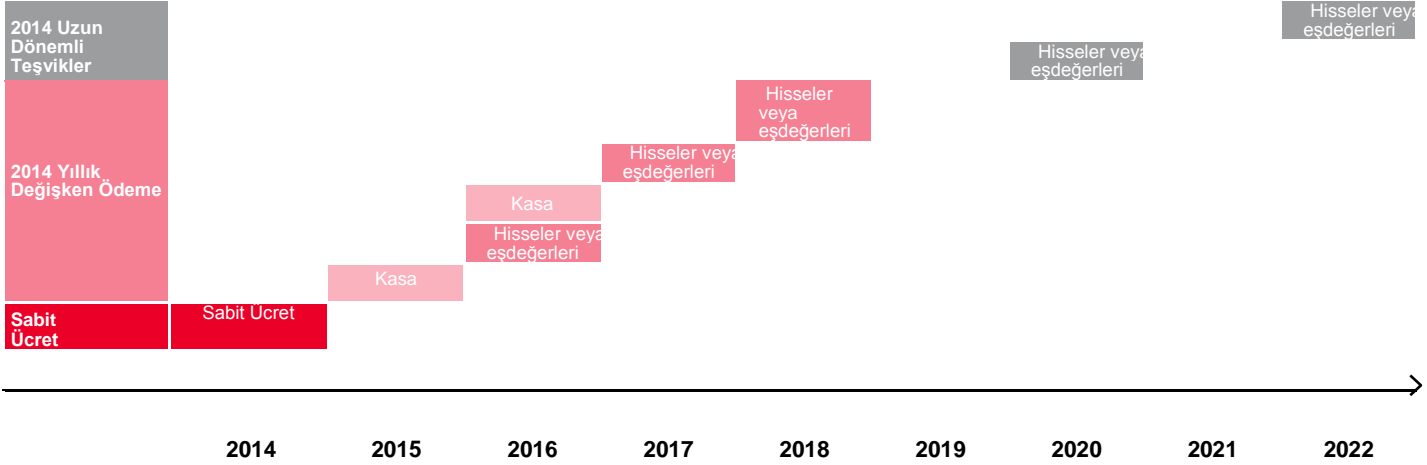 Hisseler veya
eşdeğerleri
2014 Uzun
Dönemli
Teşvikler
Hisseler veya
eşdeğerleri
Hisseler
veya
eşdeğerleri
Hisseler veya
eşdeğerleri
2014 Yıllık
Değişken Ödeme
Kasa
Hisseler veya
eşdeğerleri
Kasa
Sabit Ücret
Sabit
Ücret
2014 2015 2016 2017 2018 2019 2020 2021 2022